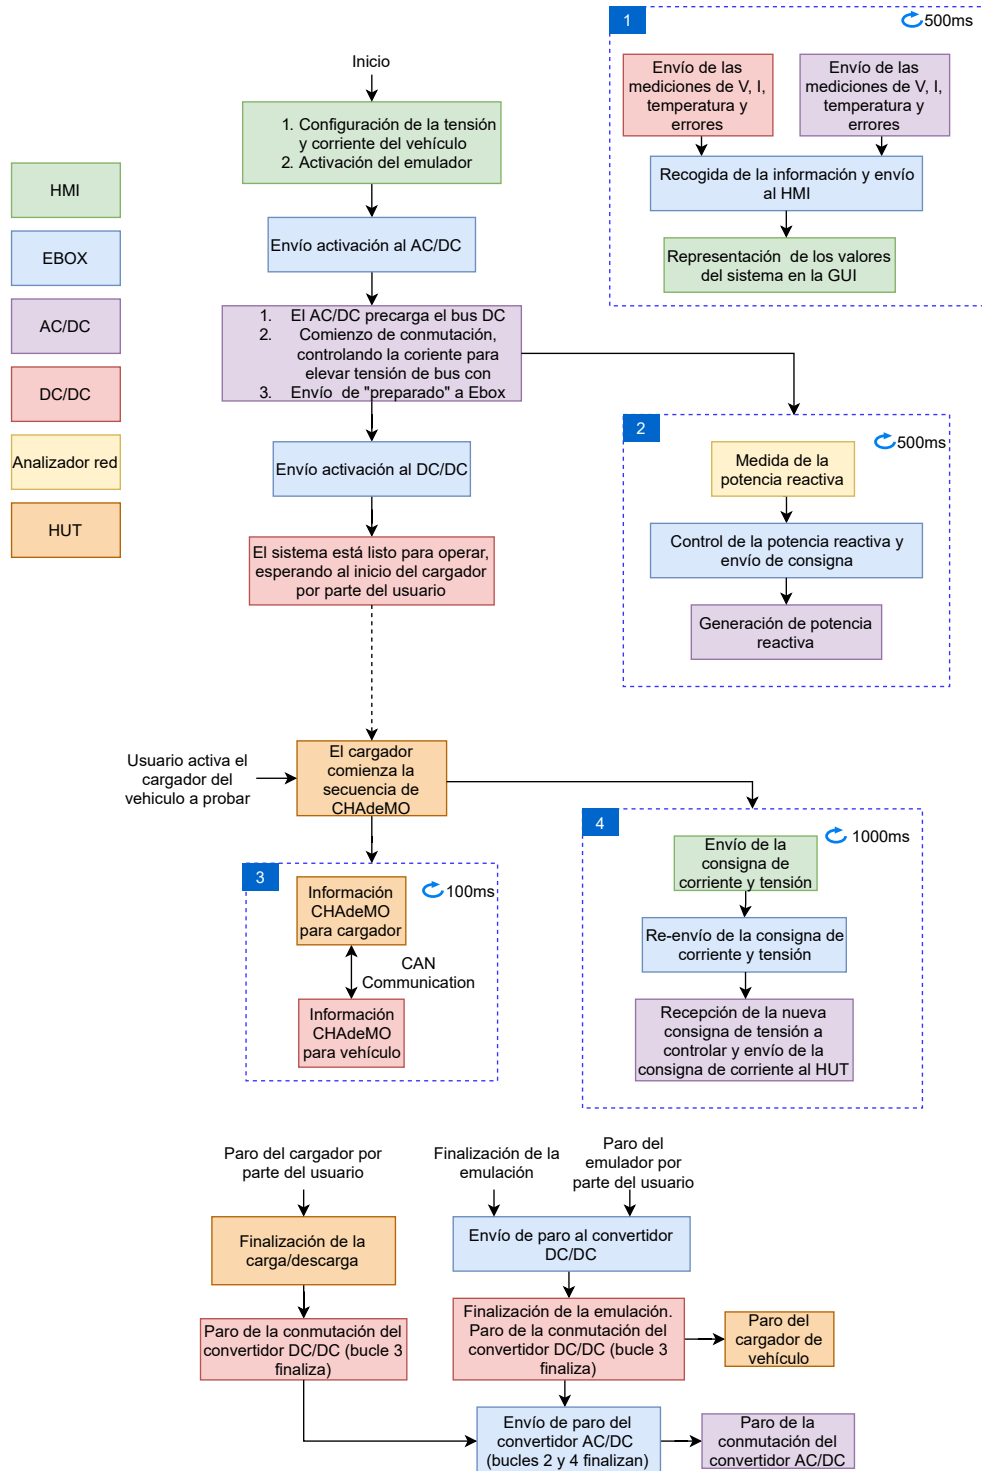 1
500ms
Envío de las
mediciones de V, I,
temperatura y
errores
Envío de las
mediciones de V, I,
temperatura y
errores
Recogida de la información y envío
al HMI
Representación de los valores
del sistema en la GUI
Inicio
1. Configuración de la tensión
y corriente del vehículo
2. Activación del emulador
HMI
EBOX
AC/DC
DC/DC
Analizador red
HUT
Envío activación al AC/DC
1. El AC/DC precarga el bus DC
2. Comienzo de conmutación,
controlando la coriente para
elevar tensión de bus con
3. Envío de "preparado" a Ebox
Envío activación al DC/DC
El sistema está listo para operar,
esperando al inicio del cargador
por parte del usuario
2
500ms
Medida de la
potencia reactiva
Control de la potencia reactiva y
envío de consigna
Generación de potencia
reactiva
Usuario activa el
cargador del
vehiculo a probar
El cargador
comienza la
secuencia de
CHAdeMO
3
100ms
Información
CHAdeMO
para cargador
CAN
Communication
Información
CHAdeMO
para vehículo
4
1000ms
Envío de la
consigna de
corriente y tensión
Re-envío de la consigna de
corriente y tensión
Recepción de la nueva
consigna de tensión a
controlar y envío de la
consigna de corriente al HUT
Paro del cargador por
parte del usuario
Finalización de la
emulación
Paro del
emulador por
parte del usuario
Finalización de la
carga/descarga
Envío de paro al convertidor
DC/DC
Paro de la conmutación del
convertidor DC/DC (bucle 3
finaliza)
Finalización de la emulación.
Paro de la conmutación del
convertidor DC/DC (bucle 3
finaliza)
Paro del
cargador de
vehículo
Envío de paro del
convertidor AC/DC
(bucles 2 y 4 finalizan)
Paro de la
conmutación del
convertidor AC/DC